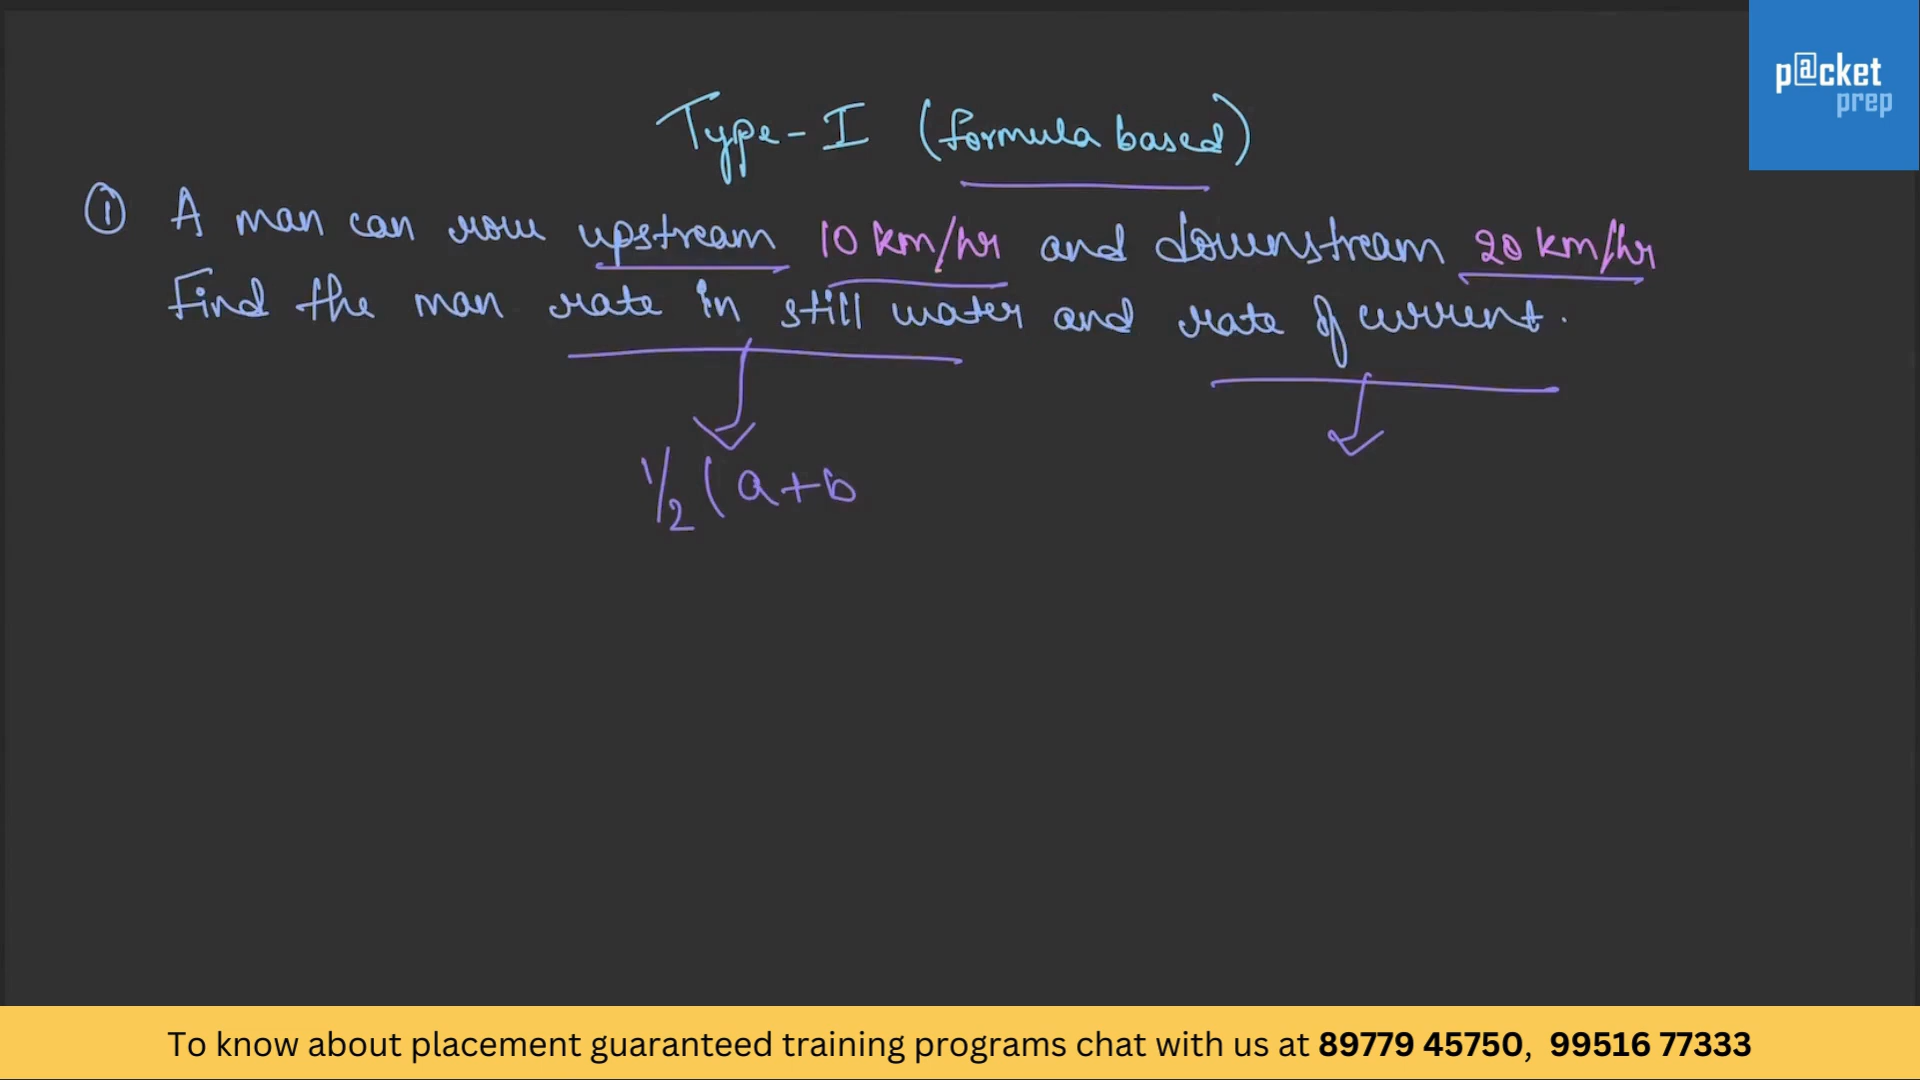 p@cket
prep
Type-I (formula based)
① A man can row upstream 10 km/hr and downstream 20 km/hr
Find the man rate in still water and rate of current.
1/2 (a+b
To know about placement guaranteed training programs chat with us at 89779 45750, 99516 77333